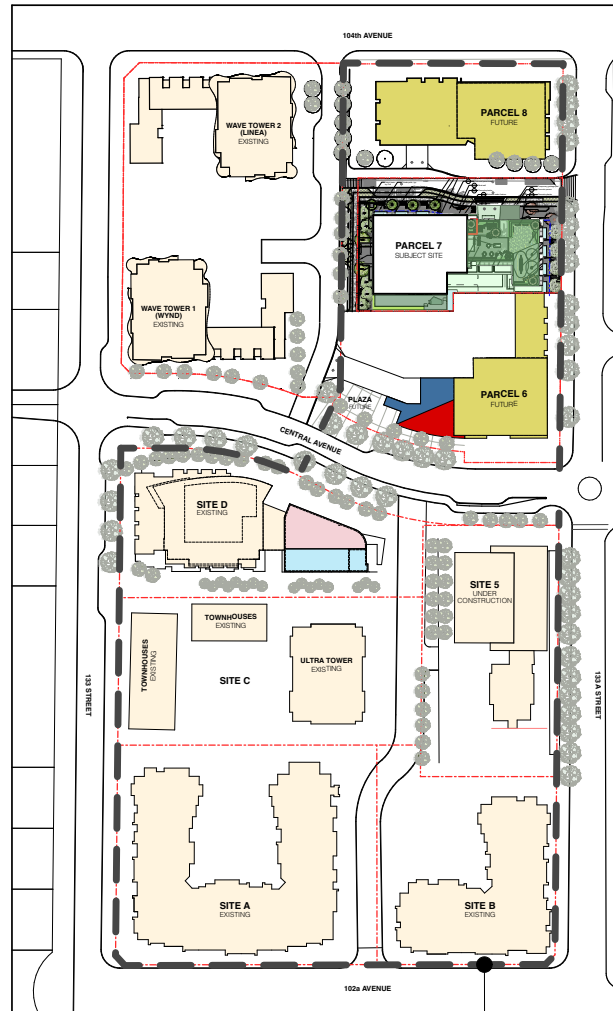 104th AVENUE
WAVE TOWER 2
(LINEA)
EXISTING
PARCEL 8
FUTURE
PARCEL 7
SUBJECT SITE
WAVE TOWER 1
(WYND)
EXISTING
PARCEL 6
FUTURE
PLAZA
FUTURE
CENTRAL AVENUE
SITE D
EXISTING
SITE 5
UNDER
CONSTRUCTION
TOWNHOUSES
EXISTING
TOWNHOUSES
EXISTING
ULTRA TOWER
EXISTING
SITE C
133 STREET
133 A STREET
SITE A
EXISTING
SITE B
EXISTING
102a AVENUE